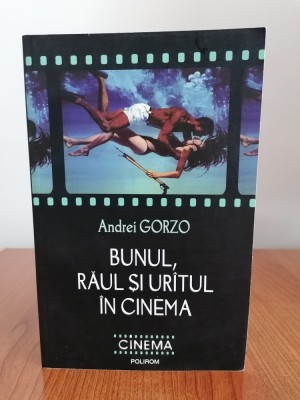 Andrei GORZO
BUNUL,
RĂUL ȘI URÎTUL
ÎN CINEMA
CINEMA
POLIROM